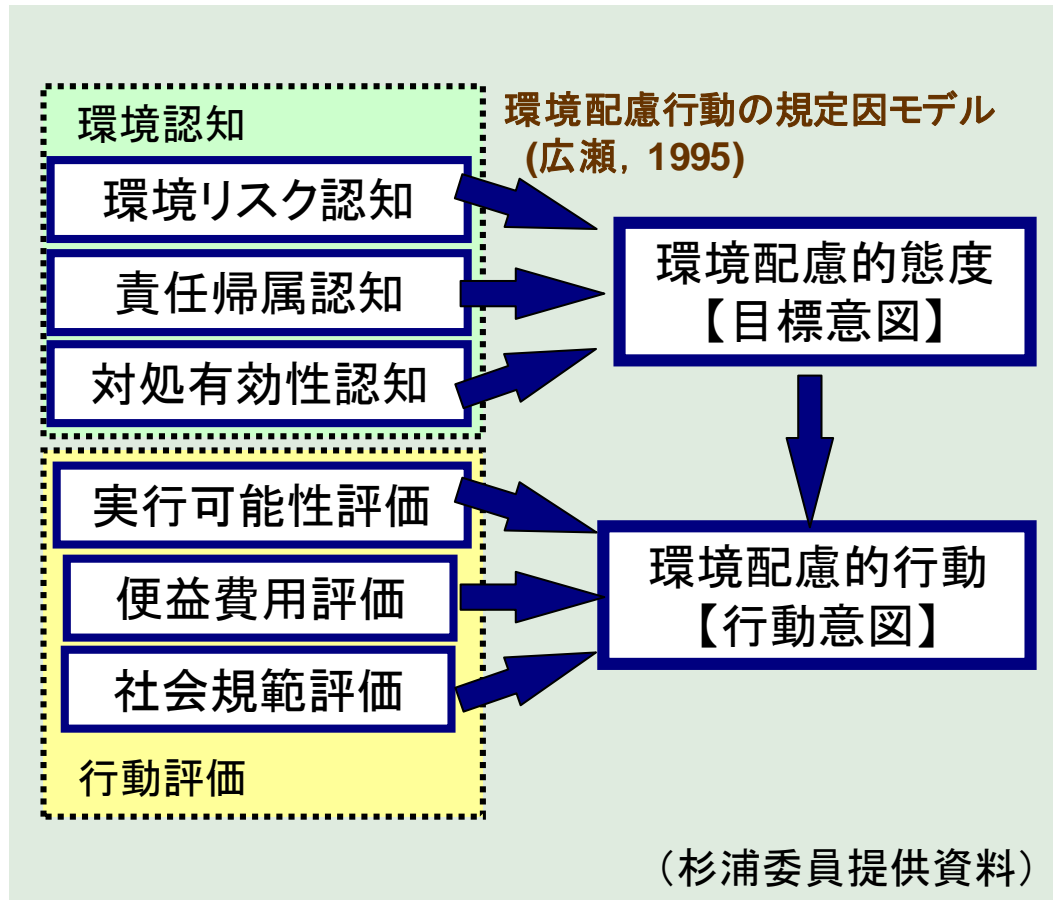 環境認知
環境配慮行動の規定因モデル
(広瀬，1995)
環境リスク認知
責任帰属認知
対処有効性認知
環境配慮的態度
【目標意図】
実行可能性評価
便益費用評価
社会規範評価
環境配慮的行動
【行動意図】
行動評価
（杉浦委員提供資料）